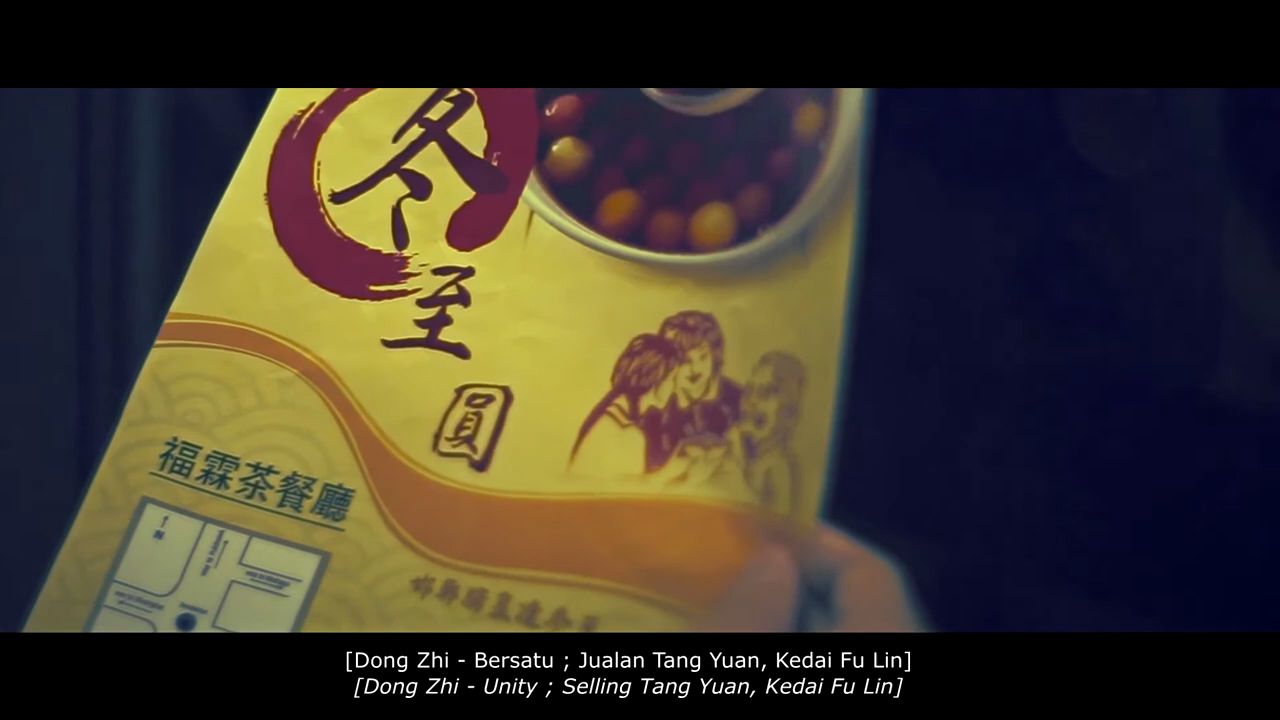 冬
至
圓
福霖茶餐廳
N
[Dong Zhi - Bersatu ; Jualan Tang Yuan, Kedai Fu Lin]
[Dong Zhi - Unity ; Selling Tang Yuan, Kedai Fu Lin]